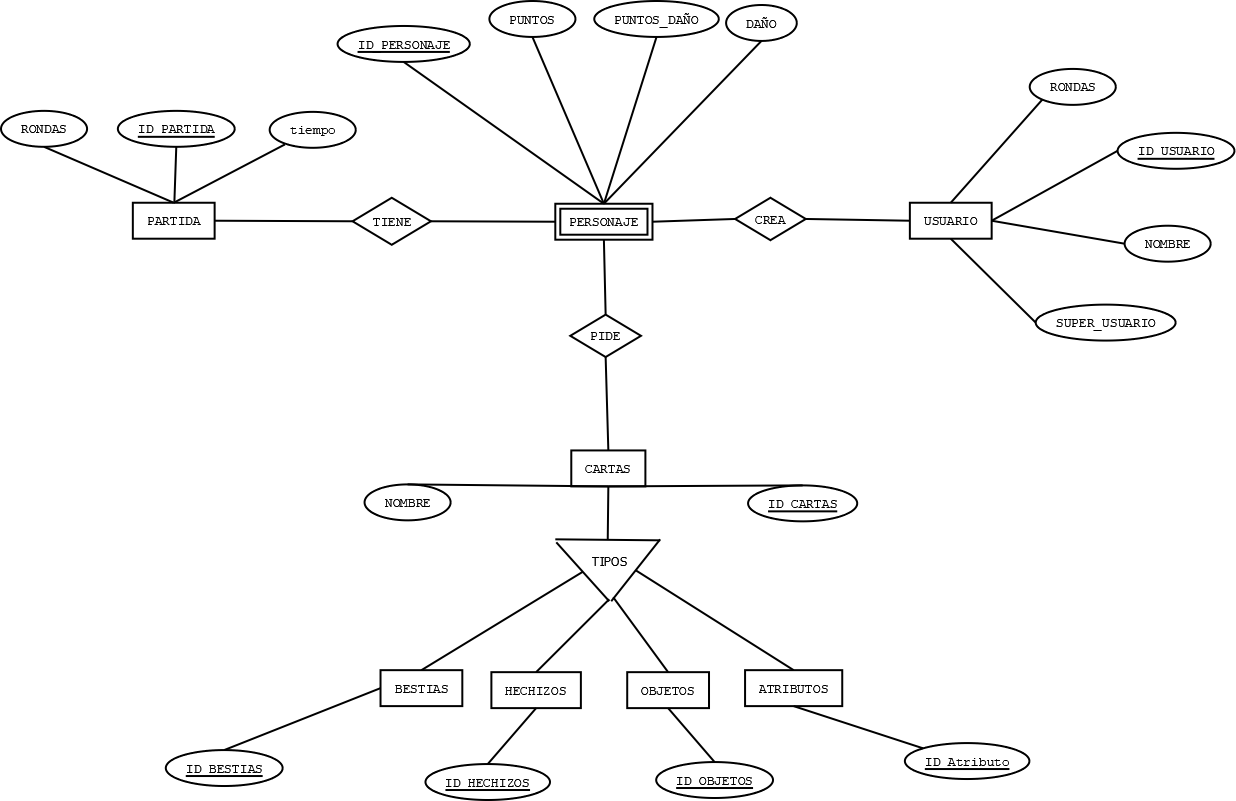 PUNTOS
PUNTOS_DAÑO
DAÑO
ID PERSONAJE
RONDAS
RONDAS
ID PARTIDA
tiempo
ID USUARIO
PARTIDA
TIENE
PERSONAJE
CREA
USUARIO
NOMBRE
SUPER_USUARIO
PIDE
CARTAS
NOMBRE
ID CARTAS
TIPOS
BESTIAS
HECHIZOS
OBJETOS
ATRIBUTOS
ID BESTIAS
ID HECHIZOS
ID OBJETOS
ID Atributo